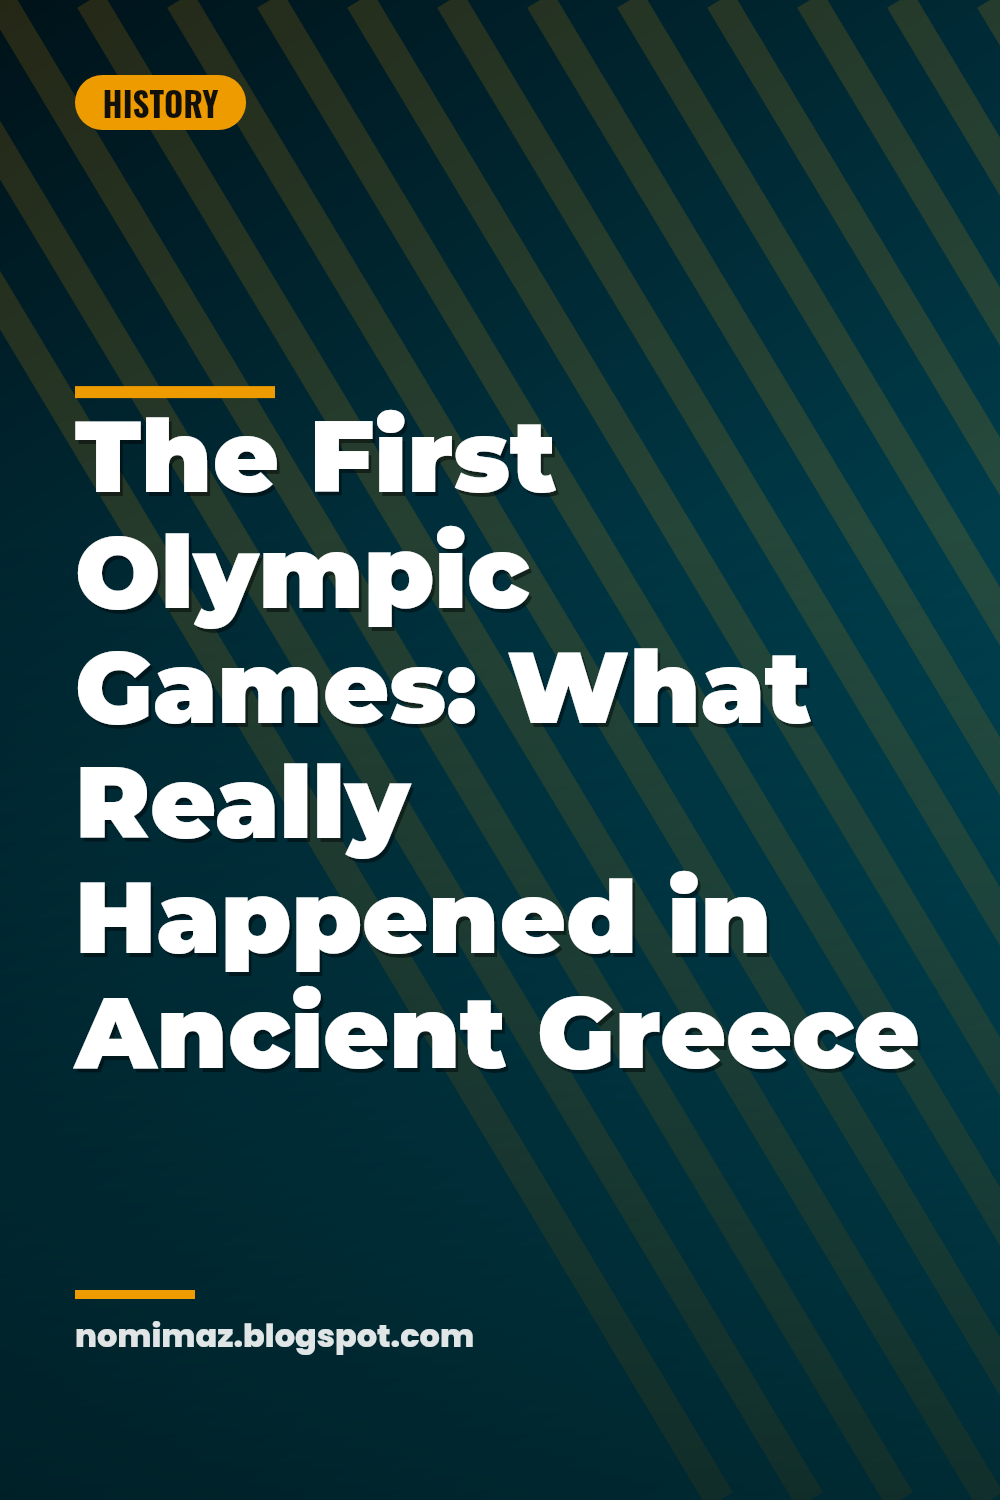 HISTORY
The First
Olympic
Games: What
Really
Happened in
Ancient Greece
nomimaz.blogspot.com